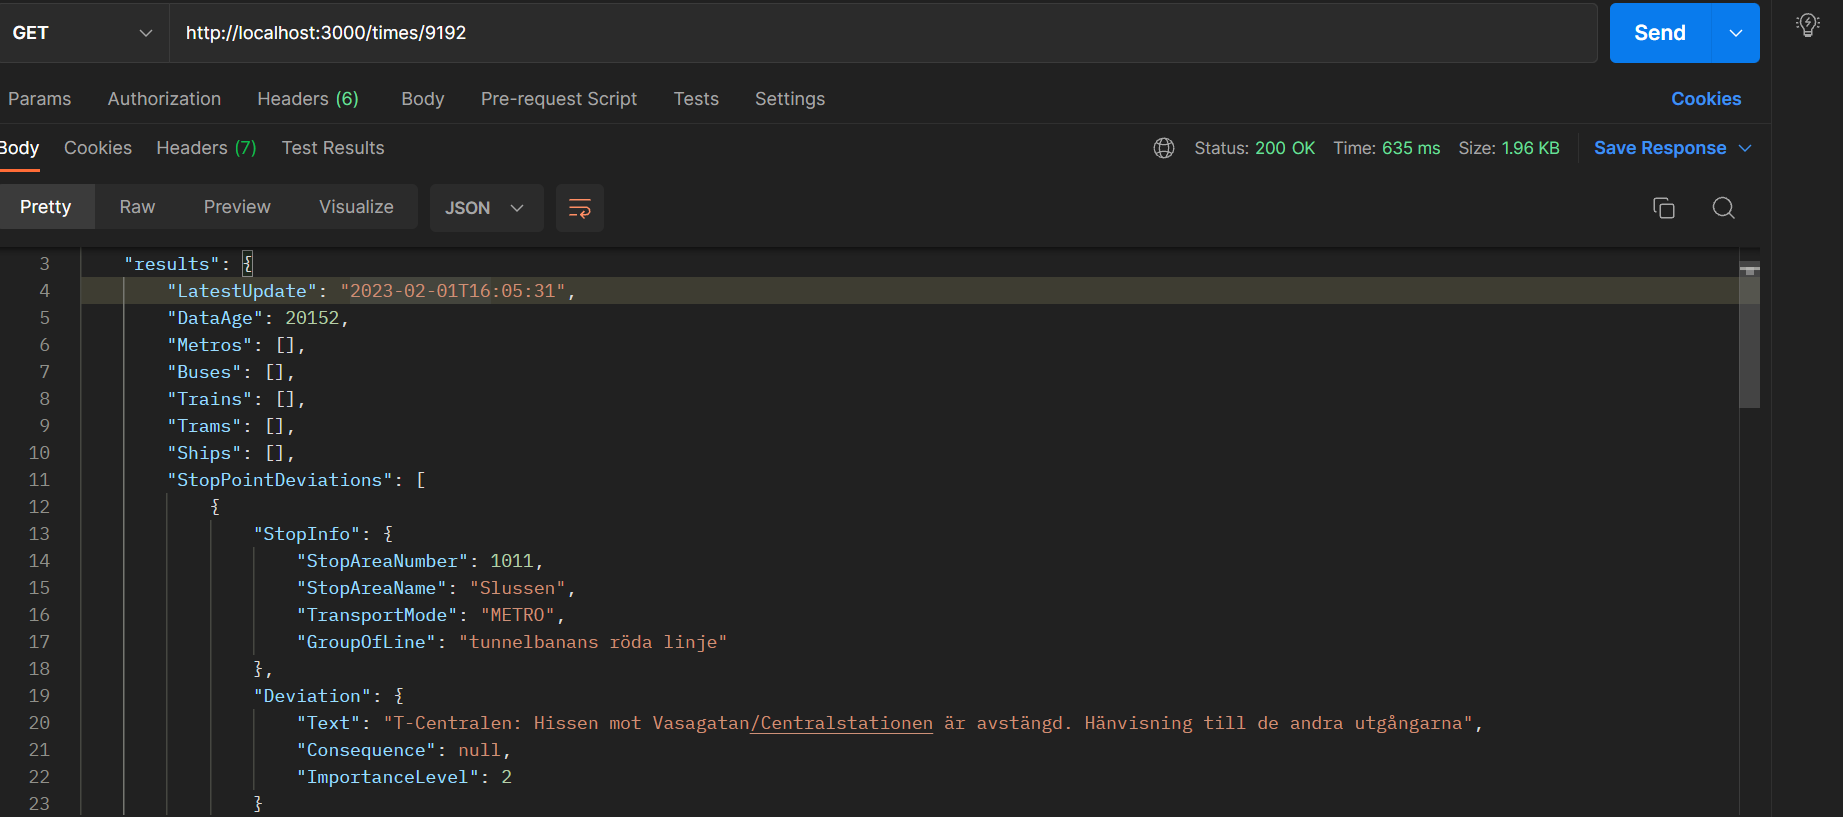 GET http://localhost:3000/times/9192 Send
Params Authorization Headers (6) Body Pre-request Script Tests Settings Cookies
Body Cookies Headers (7) Test Results Status: 200 OK Time: 635 ms Size: 1.96 KB Save Response
Pretty Raw Preview Visualize JSON
3 "results": {
4 "LatestUpdate": "2023-02-01T16:05:31",
5 "DataAge": 20152,
6 "Metros": [],
7 "Buses": [],
8 "Trains": [],
9 "Trams": [],
10 "Ships": [],
11 "StopPointDeviations": [
12 {
13 "StopInfo": {
14 "StopAreaNumber": 1011,
15 "StopAreaName": "Slussen",
16 "TransportMode": "METRO",
17 "GroupOfLine": "tunnelbanans röda linje"
18 },
19 "Deviation": {
20 "Text": "T-Centralen: Hissen mot Vasagatan/Centralstationen är avstängd. Hänvisning till de andra utgångarna",
21 "Consequence": null,
22 "ImportanceLevel": 2
23 }